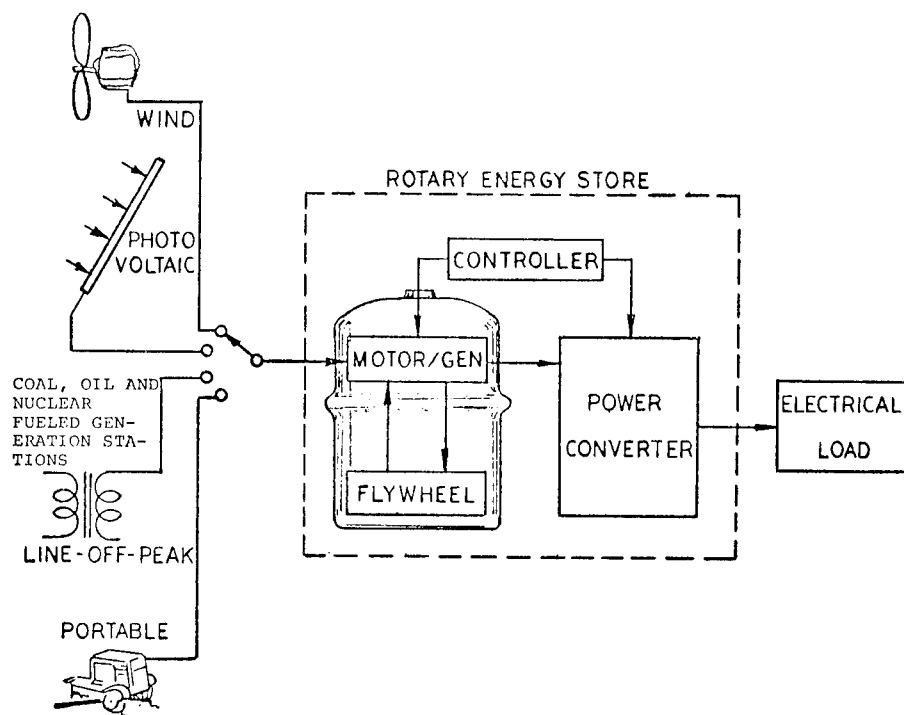 WIND
ROTARY ENERGY STORE
PHOTO
VOLTAIC
CONTROLLER
MOTOR/GEN
COAL, OIL AND
NUCLEAR
FUELED GEN-
ERATION STA-
TIONS
POWER
CONVERTER
ELECTRICAL
LOAD
FLYWHEEL
LINE-OFF-PEAK
PORTABLE